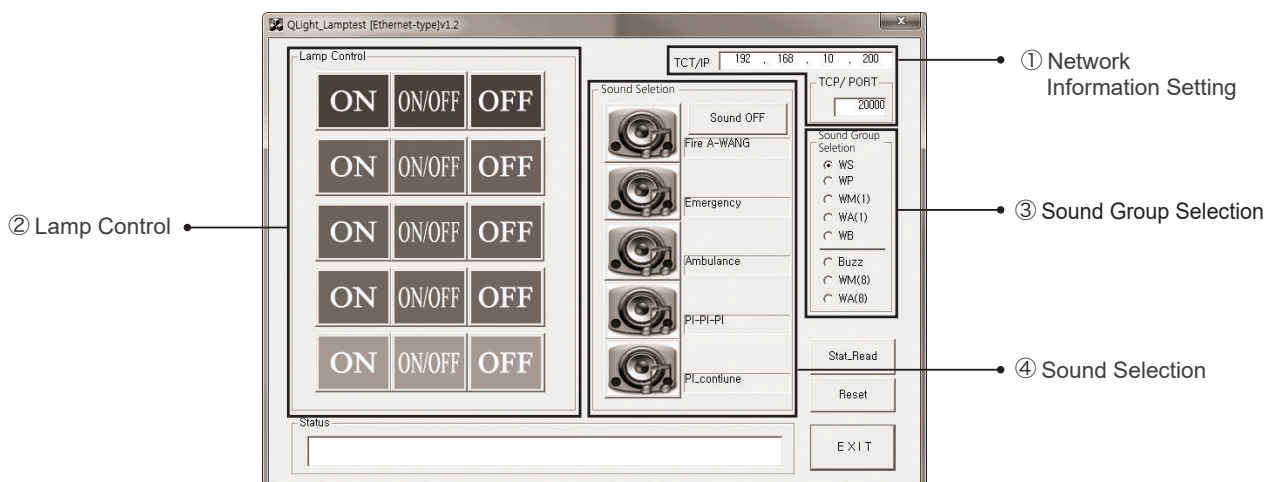 QLight_Lamptest [Ethernet-type]v1.2
x
Lamp Control
ON ON/OFF OFF
ON ON/OFF OFF
ON ON/OFF OFF
ON ON/OFF OFF
ON ON/OFF OFF
② Lamp Control
TCT/IP 192 . 168 . 10 . 200
TCP/ PORT
20000
① Network
Information Setting
Sound Seletion
Sound OFF
Fire A-WANG
Emergency
Ambulance
PI-PI-PI
PI_contiune
Sound Group
Seletion
WS
WP
WM(1)
WA(1)
WB
Buzz
WM(8)
WA(8)
③ Sound Group Selection
Stat_Read
Reset
④ Sound Selection
EXIT
Status